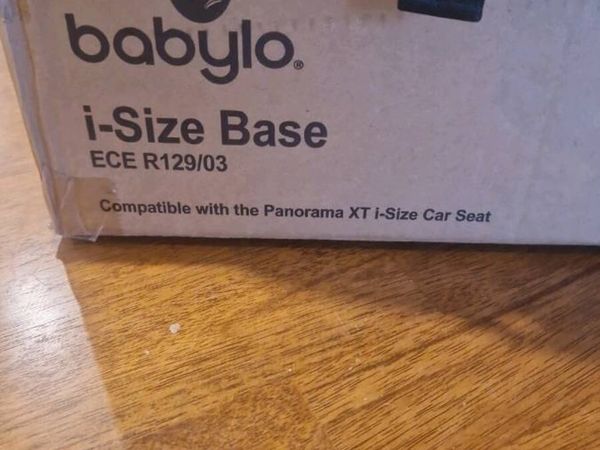 babylo®
i-Size Base
ECE R129/03
Compatible with the Panorama XT i-Size Car Seat